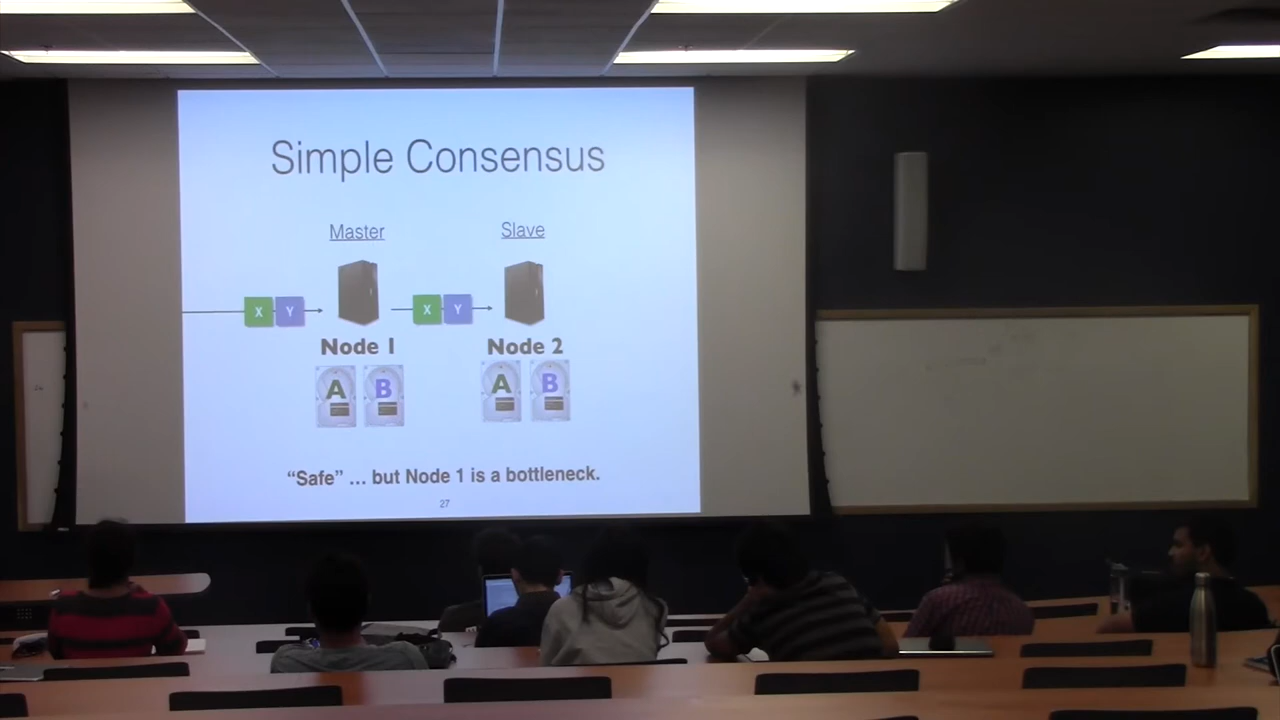 Simple Consensus
Master
Slave
X Y
X Y
Node 1
Node 2
A B
A B
“Safe” ... but Node 1 is a bottleneck.
27